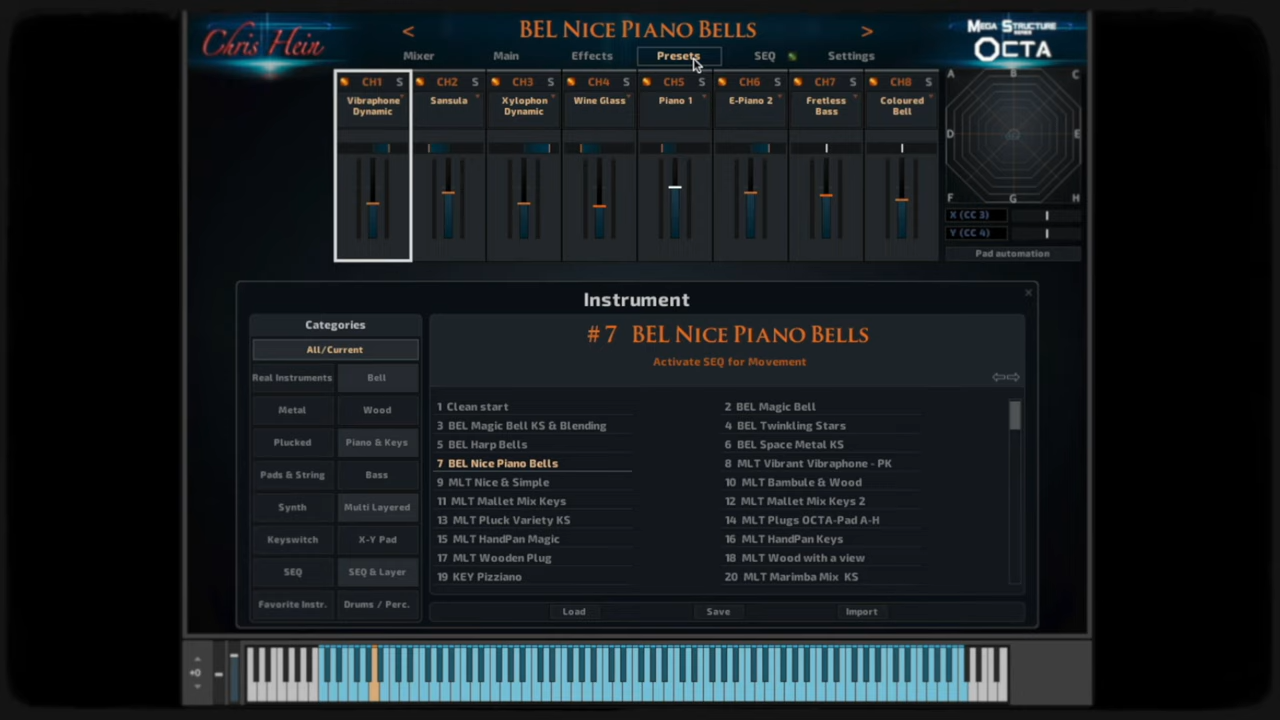 Chris Hein
<
BEL NICE PIANO BELLS
>
MEGA STRUCTURE
SERIES
OCTA
Mixer
Main
Effects
Presets
SEQ
Settings
CH1 S
CH2 S
CH3 S
CH4 S
CH5 S
CH6 S
CH7 S
CH8 S
Vibraphone
Dynamic
Sansula
Xylophon
Dynamic
Wine Glass
Piano 1
E-Piano 2
Fretless
Bass
Coloured
Bell
A B C
D E
F G H
X (CC 3)
Y (CC 4)
Pad automation
Instrument
Categories
All/Current
Real Instruments Bell
Metal Wood
Plucked Piano & Keys
Pads & String Bass
Synth Multi Layered
Keyswitch X-Y Pad
SEQ SEQ & Layer
Favorite Instr. Drums / Perc.
# 7 BEL NICE PIANO BELLS
Activate SEQ for Movement
1 Clean start
2 BEL Magic Bell
3 BEL Magic Bell KS & Blending
4 BEL Twinkling Stars
5 BEL Harp Bells
6 BEL Space Metal KS
7 BEL Nice Piano Bells
8 MLT Vibrant Vibraphone - PK
9 MLT Nice & Simple
10 MLT Bambule & Wood
11 MLT Mallet Mix Keys
12 MLT Mallet Mix Keys 2
13 MLT Pluck Variety KS
14 MLT Plugs OCTA-Pad A-H
15 MLT HandPan Magic
16 MLT HandPan Keys
17 MLT Wooden Plug
18 MLT Wood with a view
19 KEY Pizziano
20 MLT Marimba Mix KS
Load
Save
Import
+0